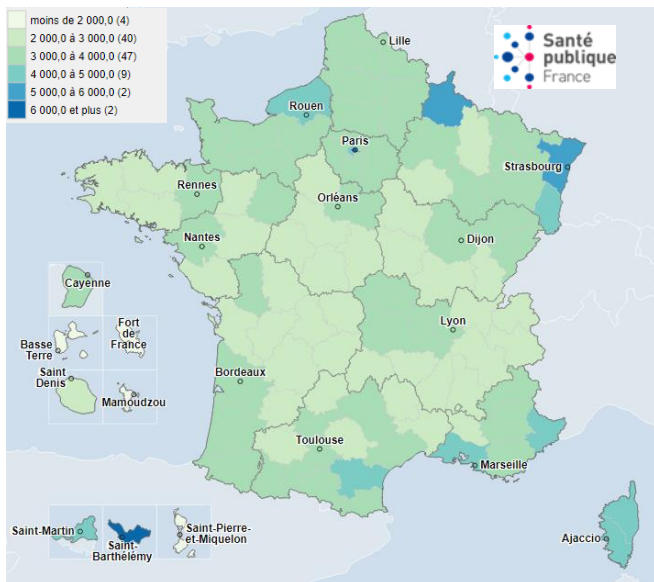 moins de 2 000,0 (4)
2 000,0 à 3 000,0 (40)
3 000,0 à 4 000,0 (47)
4 000,0 à 5 000,0 (9)
5 000,0 à 6 000,0 (2)
6 000,0 et plus (2)
Santé
publique
France
Lille
Rouen
Paris
Strasbourg
Rennes
Orléans
Nantes
Dijon
Cayenne
Lyon
Basse
Terre
Fort
de
France
Saint
Denis
Mamoudzou
Bordeaux
Toulouse
Marseille
Saint-Martin
Saint-
Barthélémy
Saint-Pierre-
et-Miquelon
Ajaccio